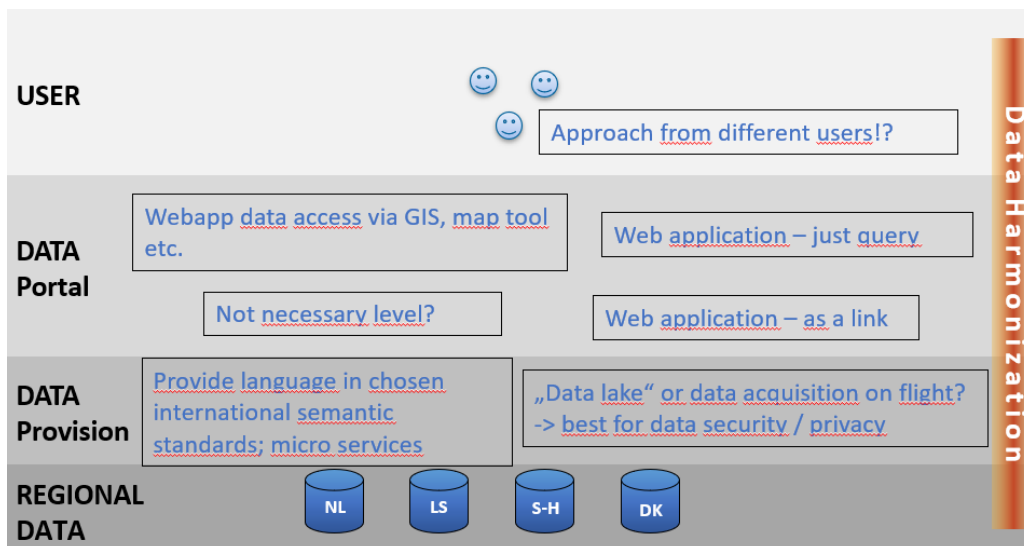 USER
Approach from different users!?
DATA
Portal
Webapp data access via GIS, map tool
etc.
Web application – just query
Not necessary level?
Web application – as a link
DATA
Provision
Provide language in chosen
international semantic
standards; micro services
„Data lake“ or data acquisition on flight?
-> best for data security / privacy
REGIONAL
DATA
NL
LS
S-H
DK
Data Harmonization